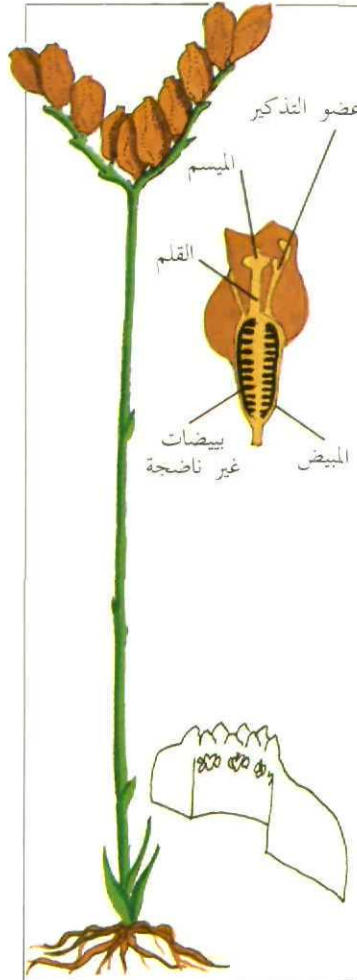 عضو التذكير
الميسم
القلم
بييضات
غير ناضجة
المبيض